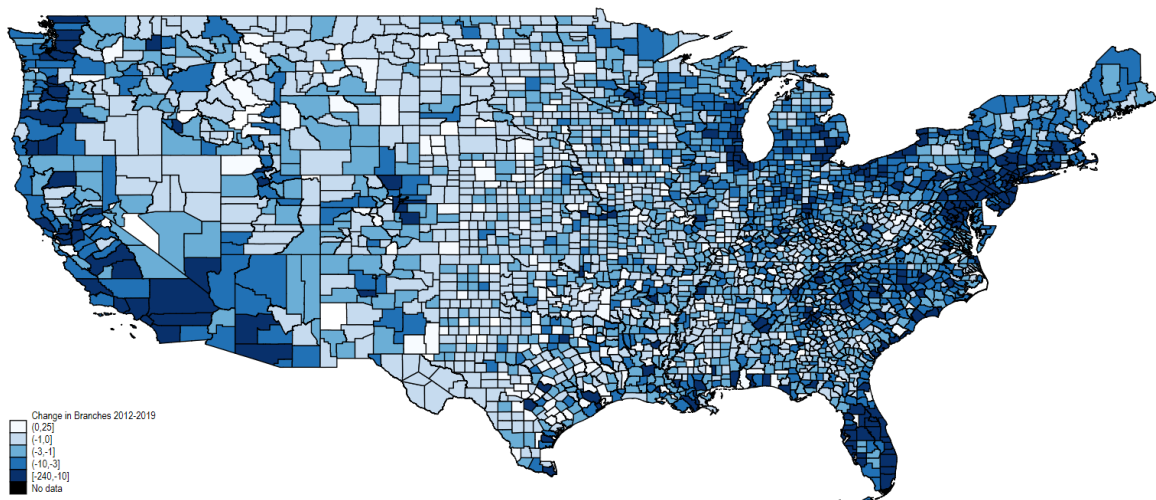 Change in Branches 2012-2019
(0,25]
(-1,0]
(-3,-1]
(-10,-3]
[-240,-10]
No data